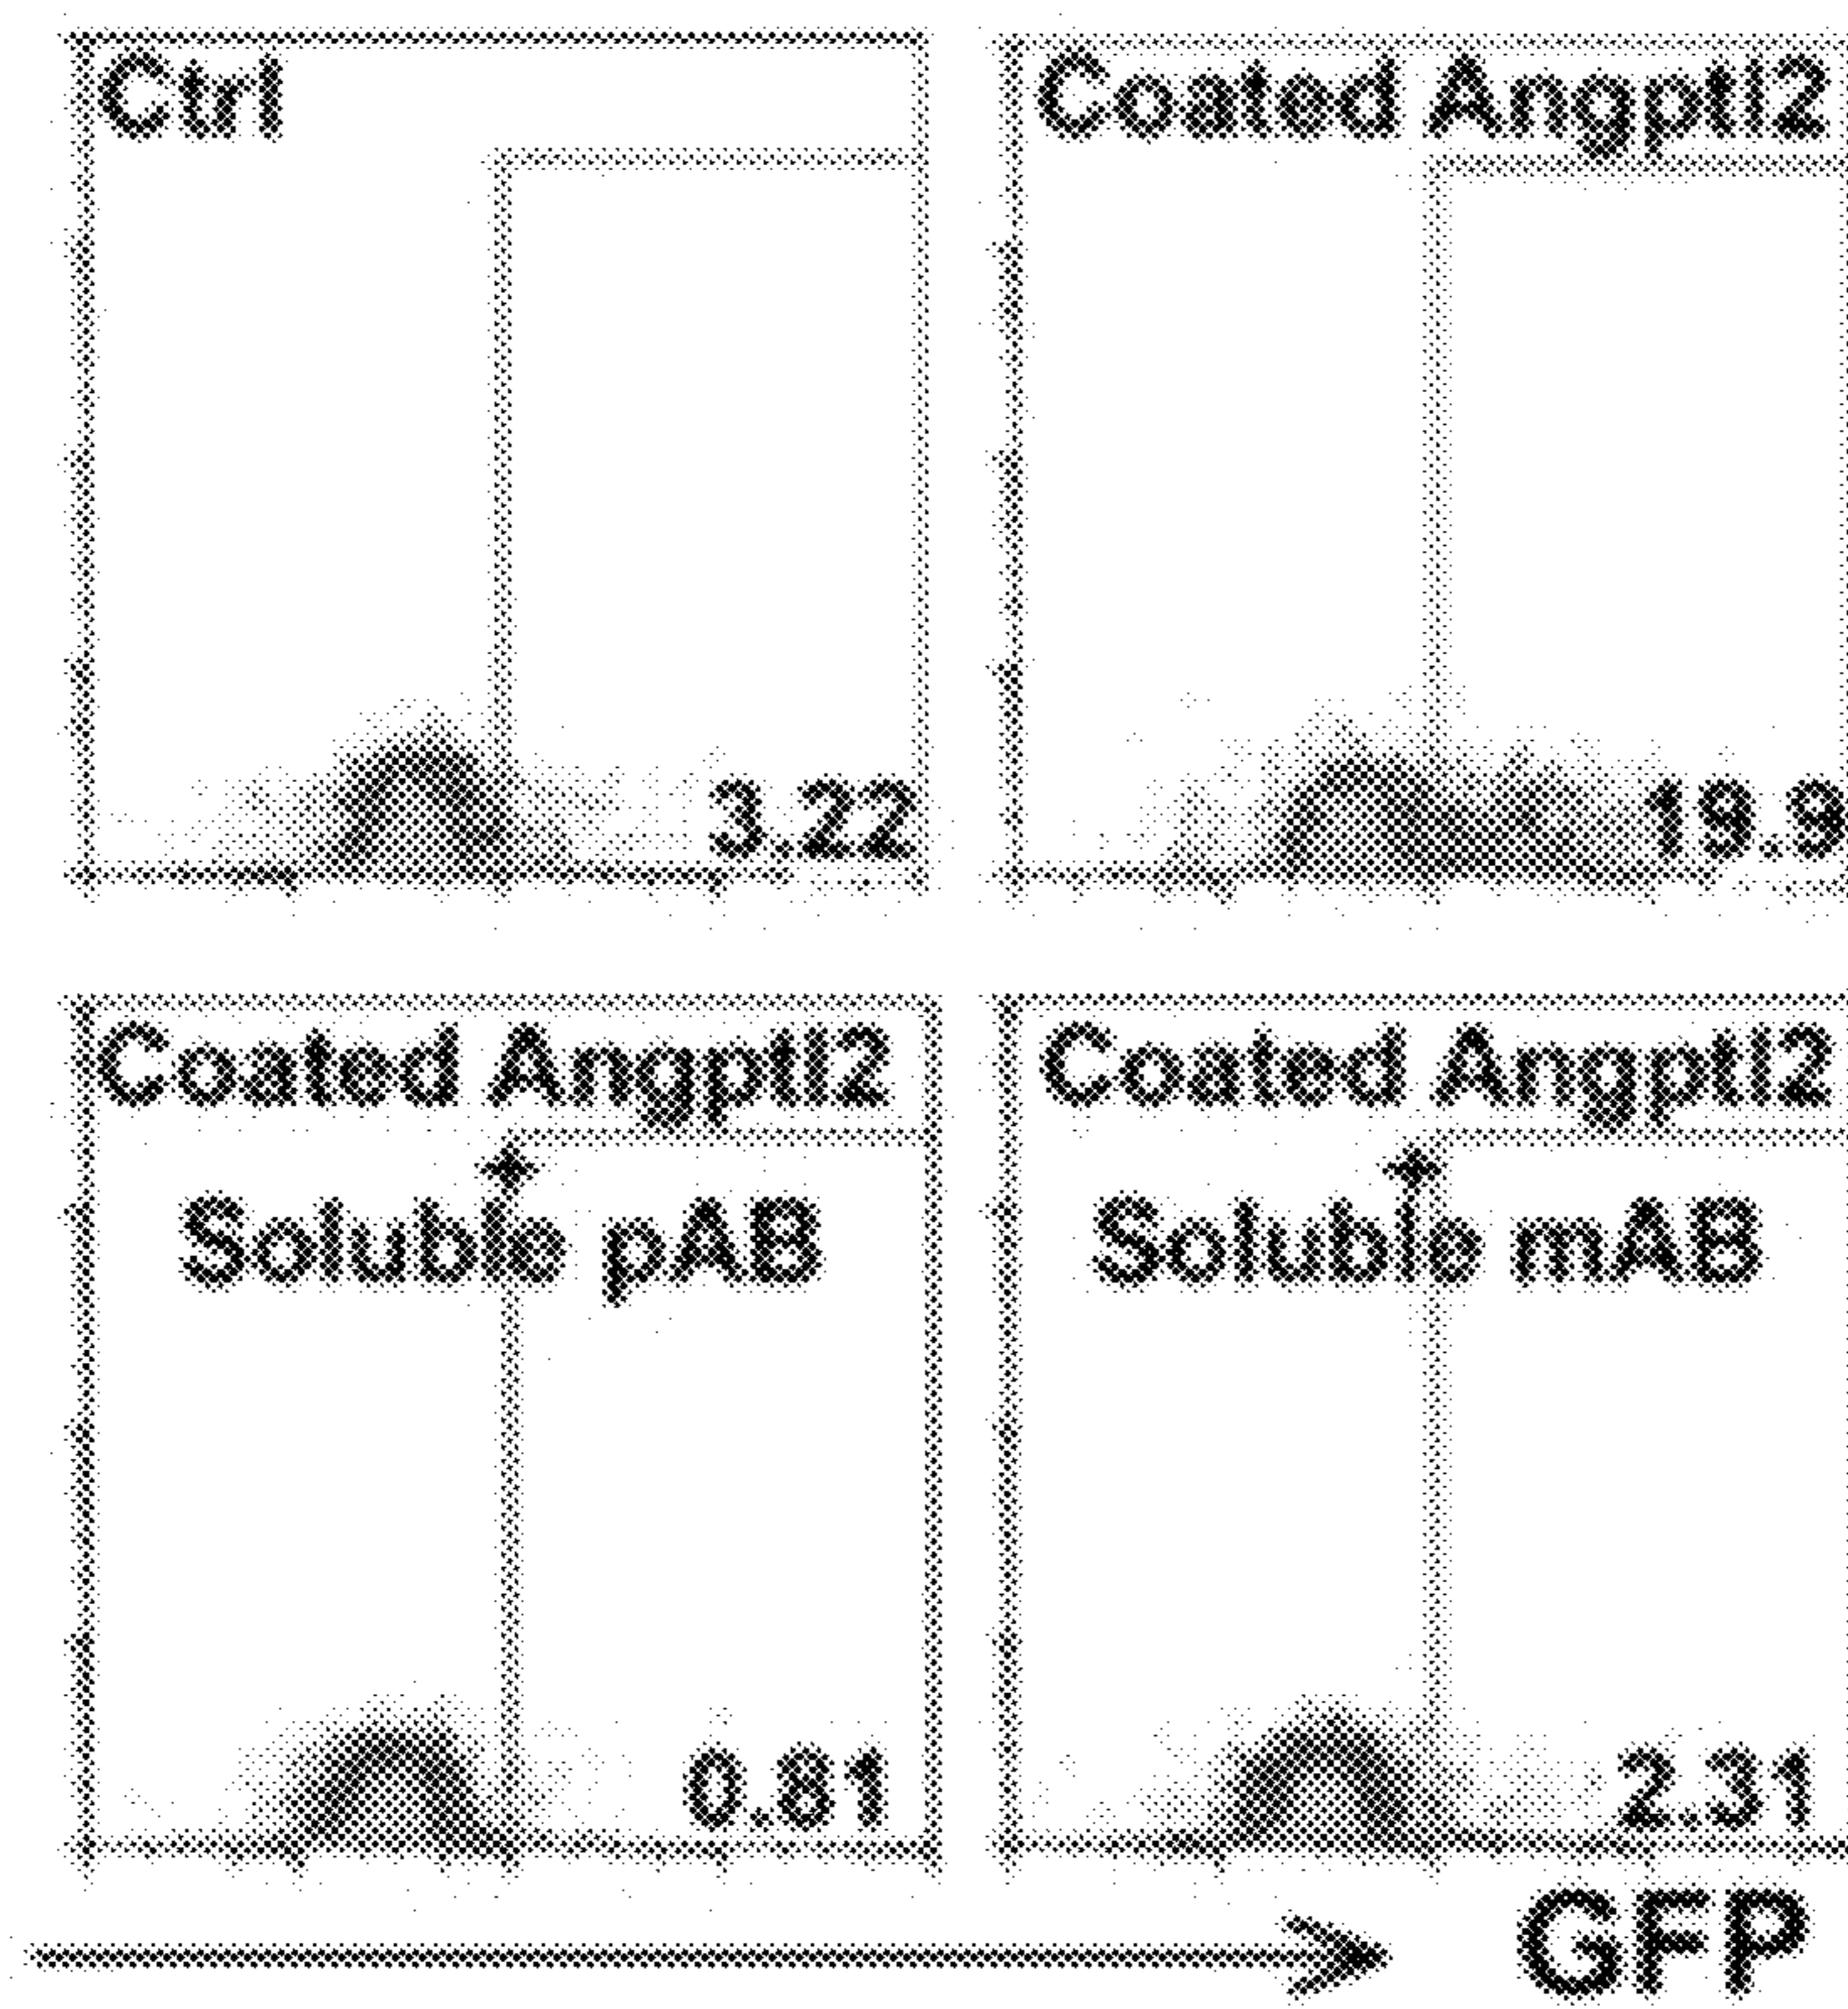 Ctrl
3.22
Coated Angptl2
19.9
Coated Angptl2
+
Soluble pAB
0.81
Coated Angptl2
+
Soluble mAB
2.31
GFP